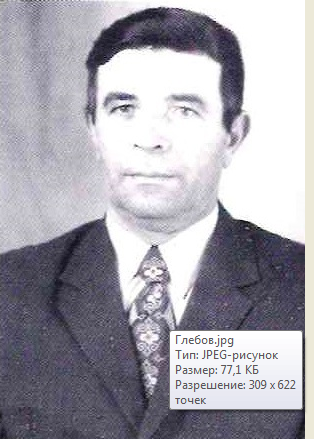 Глебов.jpg
Тип: JPEG-рисунок
Размер: 77,1 КБ
Разрешение: 309 x 622
точек